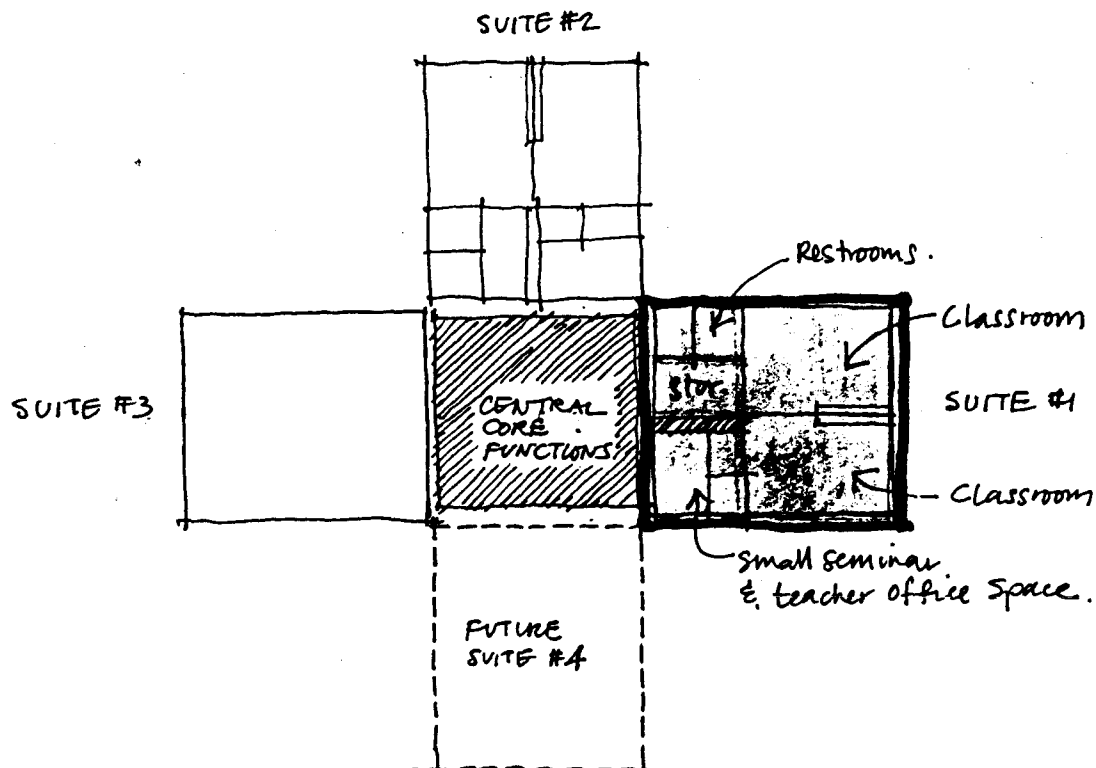 SUITE #2
Restrooms.
Classroom
stor.
SUITE #3
CENTRAL
CORE
FUNCTIONS
SUITE #1
Classroom
small seminar
& teacher office space.
FUTURE
SUITE #4